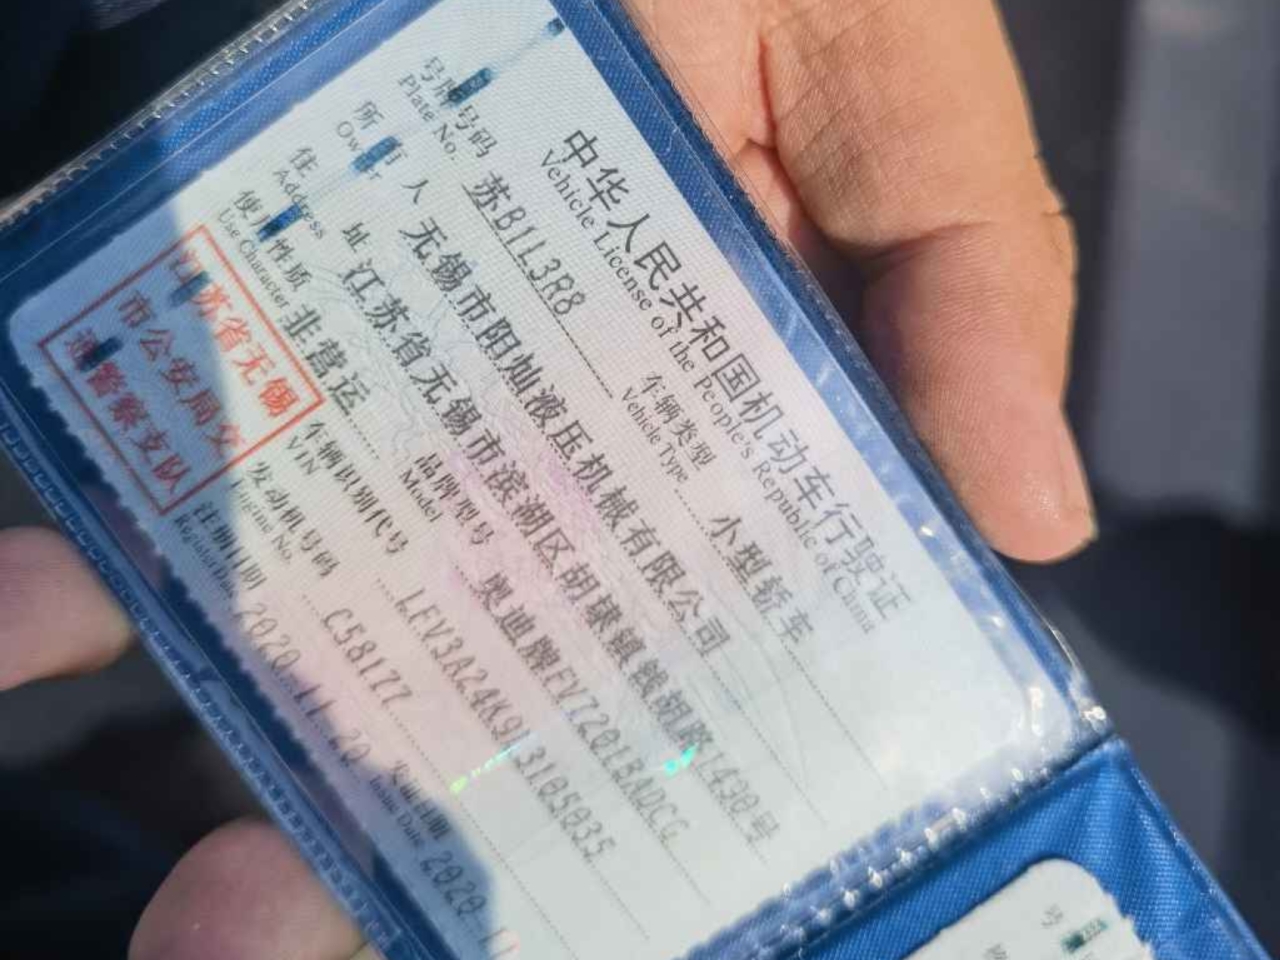 中华人民共和国机动车行驶证
Vehicle License of the People's Republic of China
号牌号码 苏B1L3R8 车辆类型 小型轿车
Plate No. Vehicle Type
所有人 无锡市阳灿液压机械有限公司
Owner
住址 江苏省无锡市滨湖区胡埭镇钱胡路1430号
Address
使用性质 非营运 品牌型号 奥迪牌FV7201BADCG
Use Character Model
江苏省无锡
市公安局交
通警察支队
车辆识别代号
VIN
发动机号码 C58177
Engine No.
注册日期 2020-11-20 发证日期 2020-11
Register Date Issue Date
号